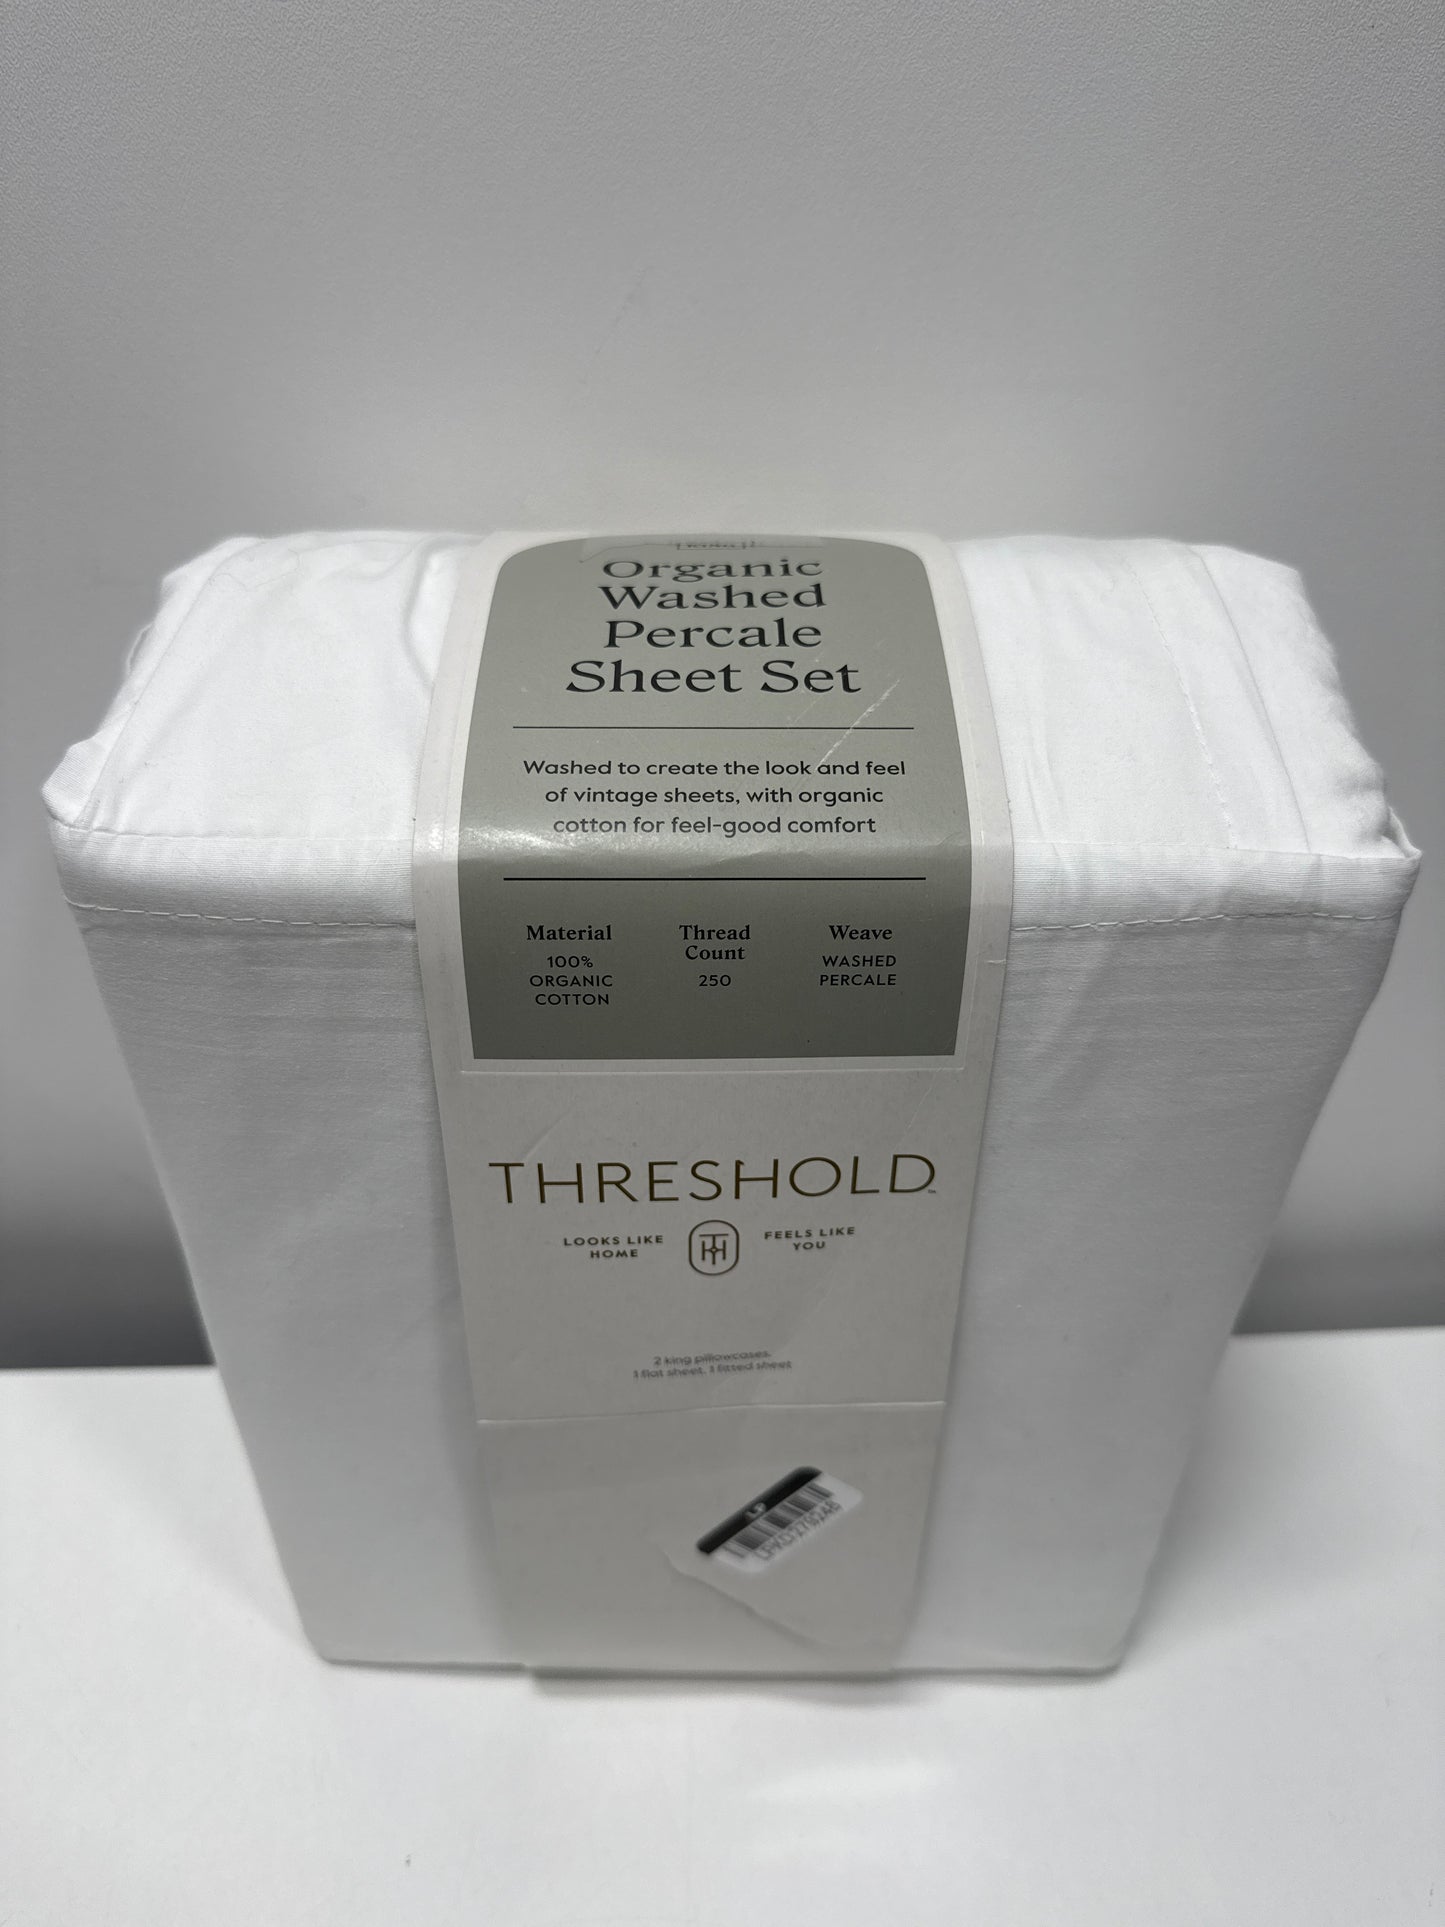 Organic
Washed
Percale
Sheet Set
Washed to create the look and feel
of vintage sheets, with organic
cotton for feel-good comfort
Material
100%
ORGANIC
COTTON
Thread
Count
250
Weave
WASHED
PERCALE
THRESHOLD™
LOOKS LIKE
HOME
TH
FEELS LIKE
YOU
2 king pillowcases,
1 flat sheet, 1 fitted sheet